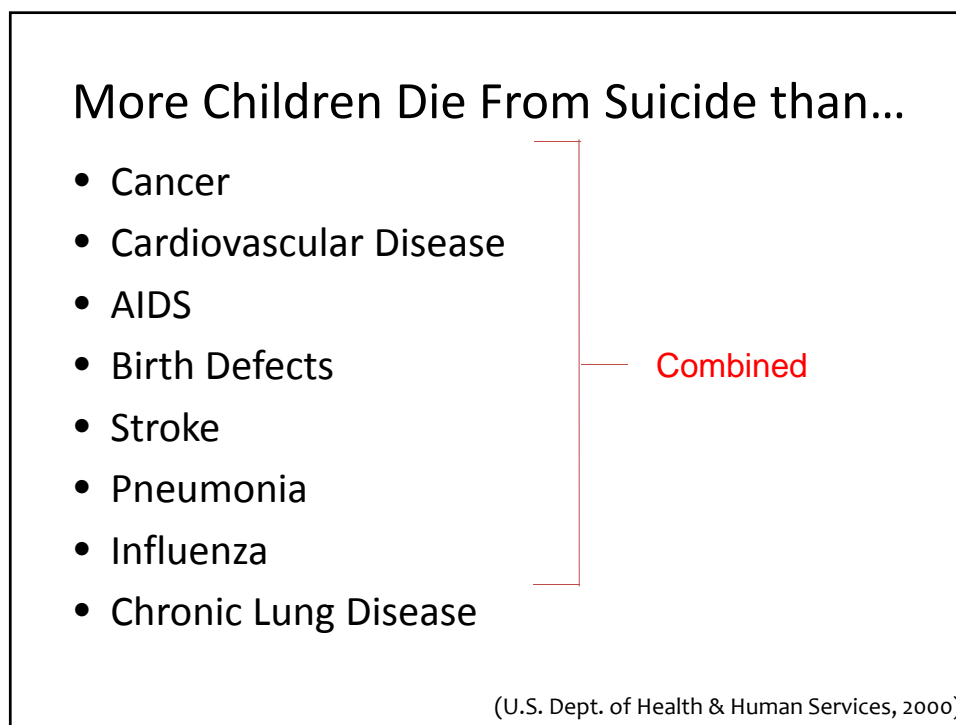 More Children Die From Suicide than…
• Cancer
• Cardiovascular Disease
• AIDS
• Birth Defects
Combined
• Stroke
• Pneumonia
• Influenza
• Chronic Lung Disease
(U.S. Dept. of Health & Human Services, 2000)